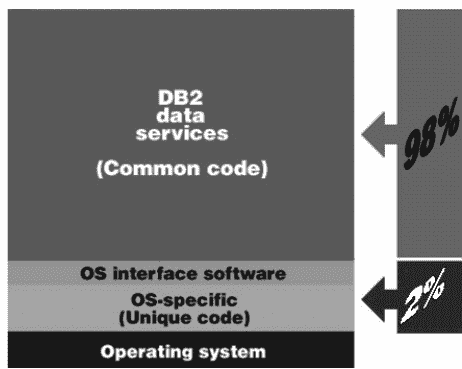 DB2
data
services
(Common code)
98%
OS interface software
OS-specific
(Unique code)
2%
Operating system